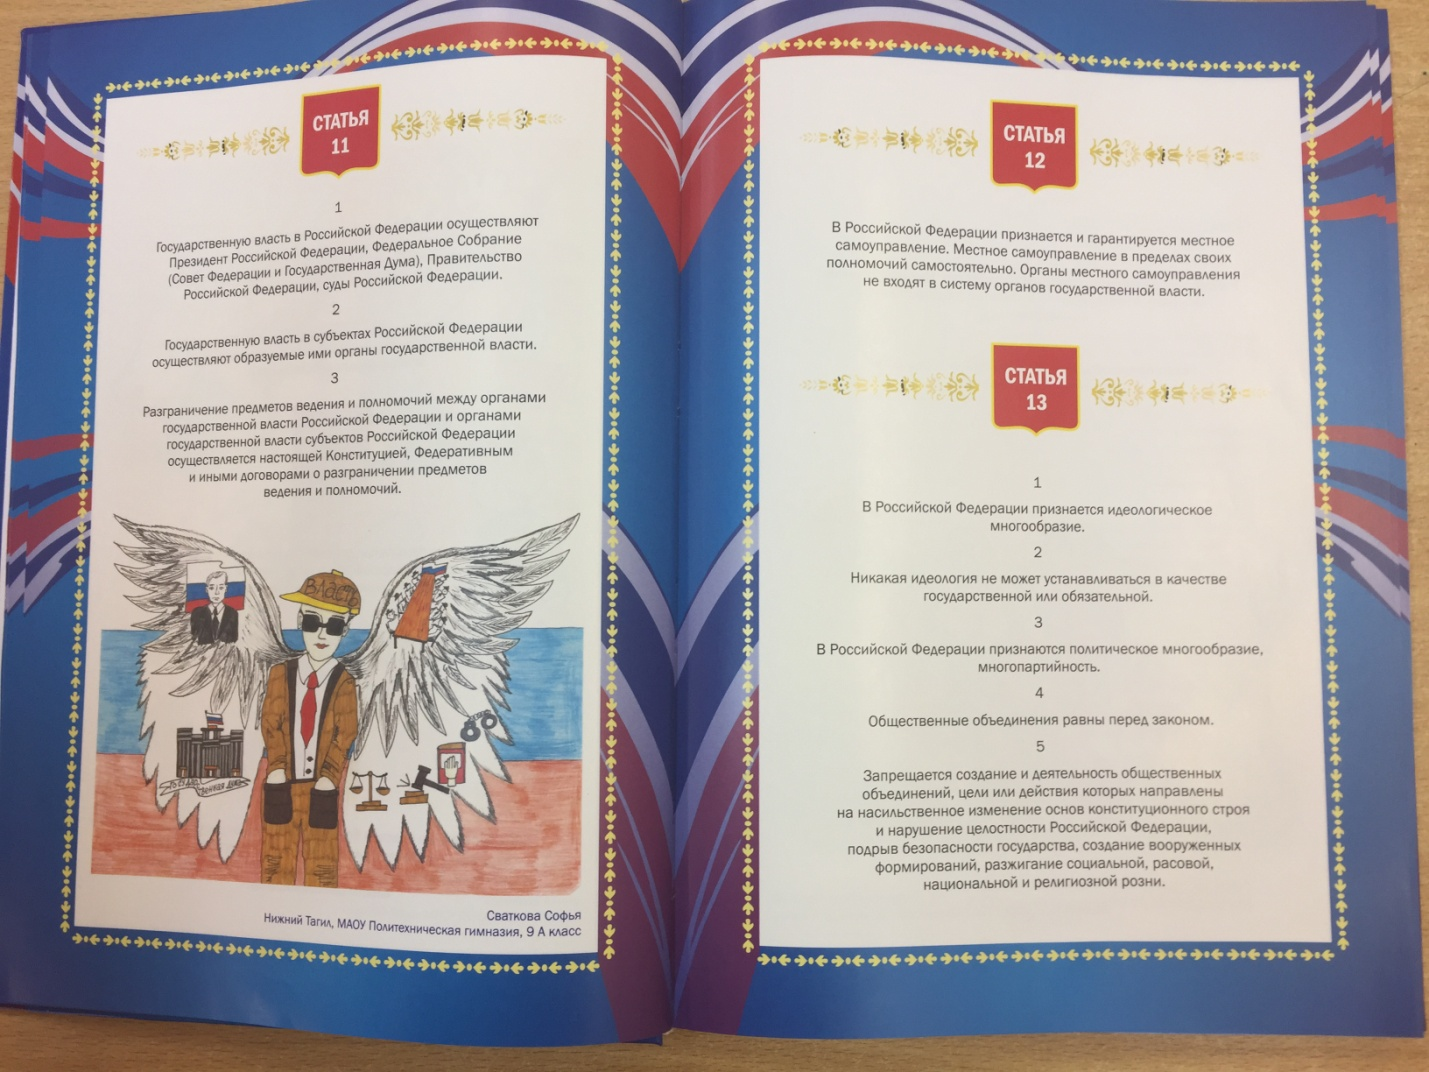 СТАТЬЯ
11
1
Государственную власть в Российской Федерации осуществляют
Президент Российской Федерации, Федеральное Собрание
(Совет Федерации и Государственная Дума), Правительство
Российской Федерации, суды Российской Федерации.
2
Государственную власть в субъектах Российской Федерации
осуществляют образуемые ими органы государственной власти.
3
Разграничение предметов ведения и полномочий между органами
государственной власти Российской Федерации и органами
государственной власти субъектов Российской Федерации
осуществляется настоящей Конституцией, Федеративным
и иными договорами о разграничении предметов
ведения и полномочий.
Власть
Государственная дума
Сваткова Софья
Нижний Тагил, МАОУ Политехническая гимназия, 9 А класс
СТАТЬЯ
12
В Российской Федерации признается и гарантируется местное
самоуправление. Местное самоуправление в пределах своих
полномочий самостоятельно. Органы местного самоуправления
не входят в систему органов государственной власти.
СТАТЬЯ
13
1
В Российской Федерации признается идеологическое
многообразие.
2
Никакая идеология не может устанавливаться в качестве
государственной или обязательной.
3
В Российской Федерации признаются политическое многообразие,
многопартийность.
4
Общественные объединения равны перед законом.
5
Запрещается создание и деятельность общественных
объединений, цели или действия которых направлены
на насильственное изменение основ конституционного строя
и нарушение целостности Российской Федерации,
подрыв безопасности государства, создание вооруженных
формирований, разжигание социальной, расовой,
национальной и религиозной розни.